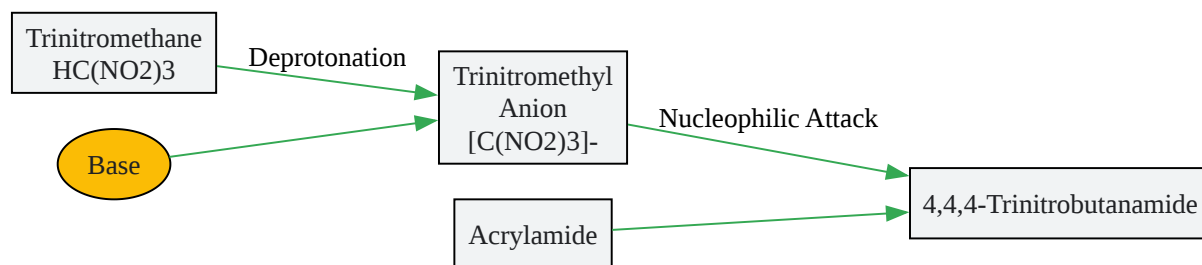 Trinitromethane
HC(NO2)3
Deprotonation
Base
Trinitromethyl
Anion
[C(NO2)3]-
Nucleophilic Attack
Acrylamide
4,4,4-Trinitrobutanamide